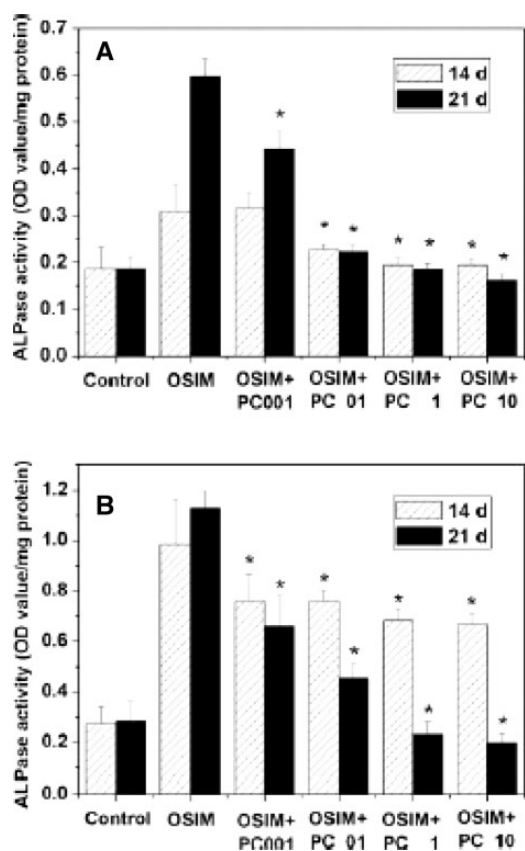 A
14 d
21 d
ALPase activity (OD value/mg protein)
0.7
0.6
0.5
0.4
0.3
0.2
0.1
0.0
* * * * * * *
Control OSIM OSIM+ OSIM+ OSIM+ OSIM+
PC001 PC 01 PC 1 PC 10
B
14 d
21 d
ALPase activity (OD value/mg protein)
1.2
1.0
0.8
0.6
0.4
0.2
0.0
* * * * * * * *
Control OSIM OSIM+ OSIM+ OSIM+ OSIM+
PC001 PC 01 PC 1 PC 10